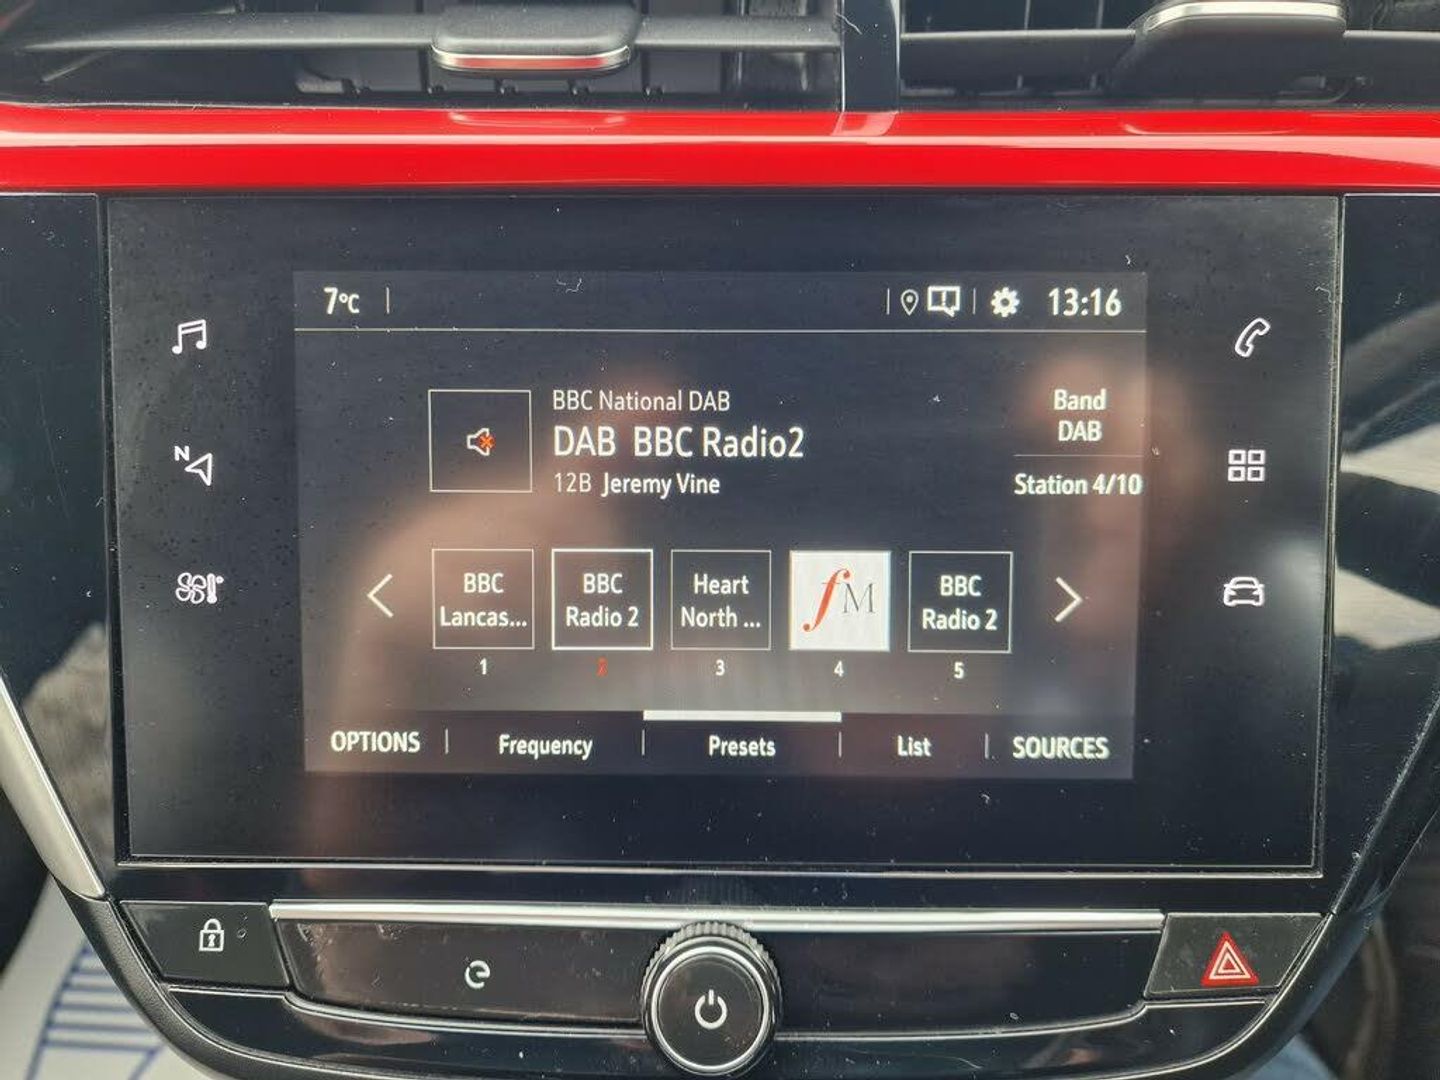 7°C
13:16
BBC National DAB
DAB BBC Radio2
12B Jeremy Vine
Band
DAB
Station 4/10
N
BBC
Lancas...
BBC
Radio 2
Heart
North ...
fM
BBC
Radio 2
1 2 3 4 5
OPTIONS | Frequency | Presets | List | SOURCES